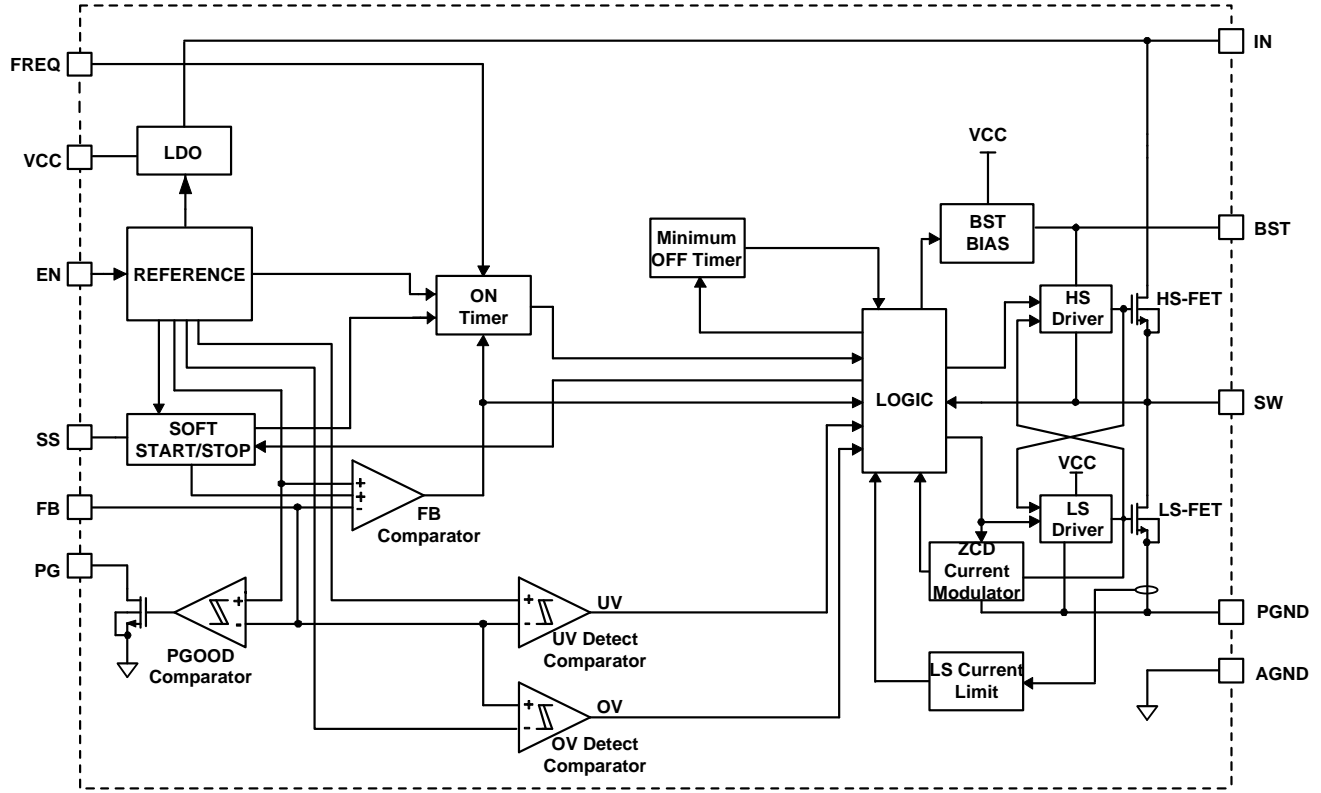 FREQ
IN
LDO
VCC
VCC
BST
BIAS
BST
Minimum
OFF Timer
EN
REFERENCE
ON
Timer
HS
Driver
HS-FET
LOGIC
SW
SS
SOFT
START/STOP
VCC
FB
+
+
-
FB
Comparator
LS
Driver
LS-FET
PG
ZCD
Current
Modulator
+
-
PGOOD
Comparator
+
-
UV
UV Detect
Comparator
PGND
LS Current
Limit
AGND
+
-
OV
OV Detect
Comparator